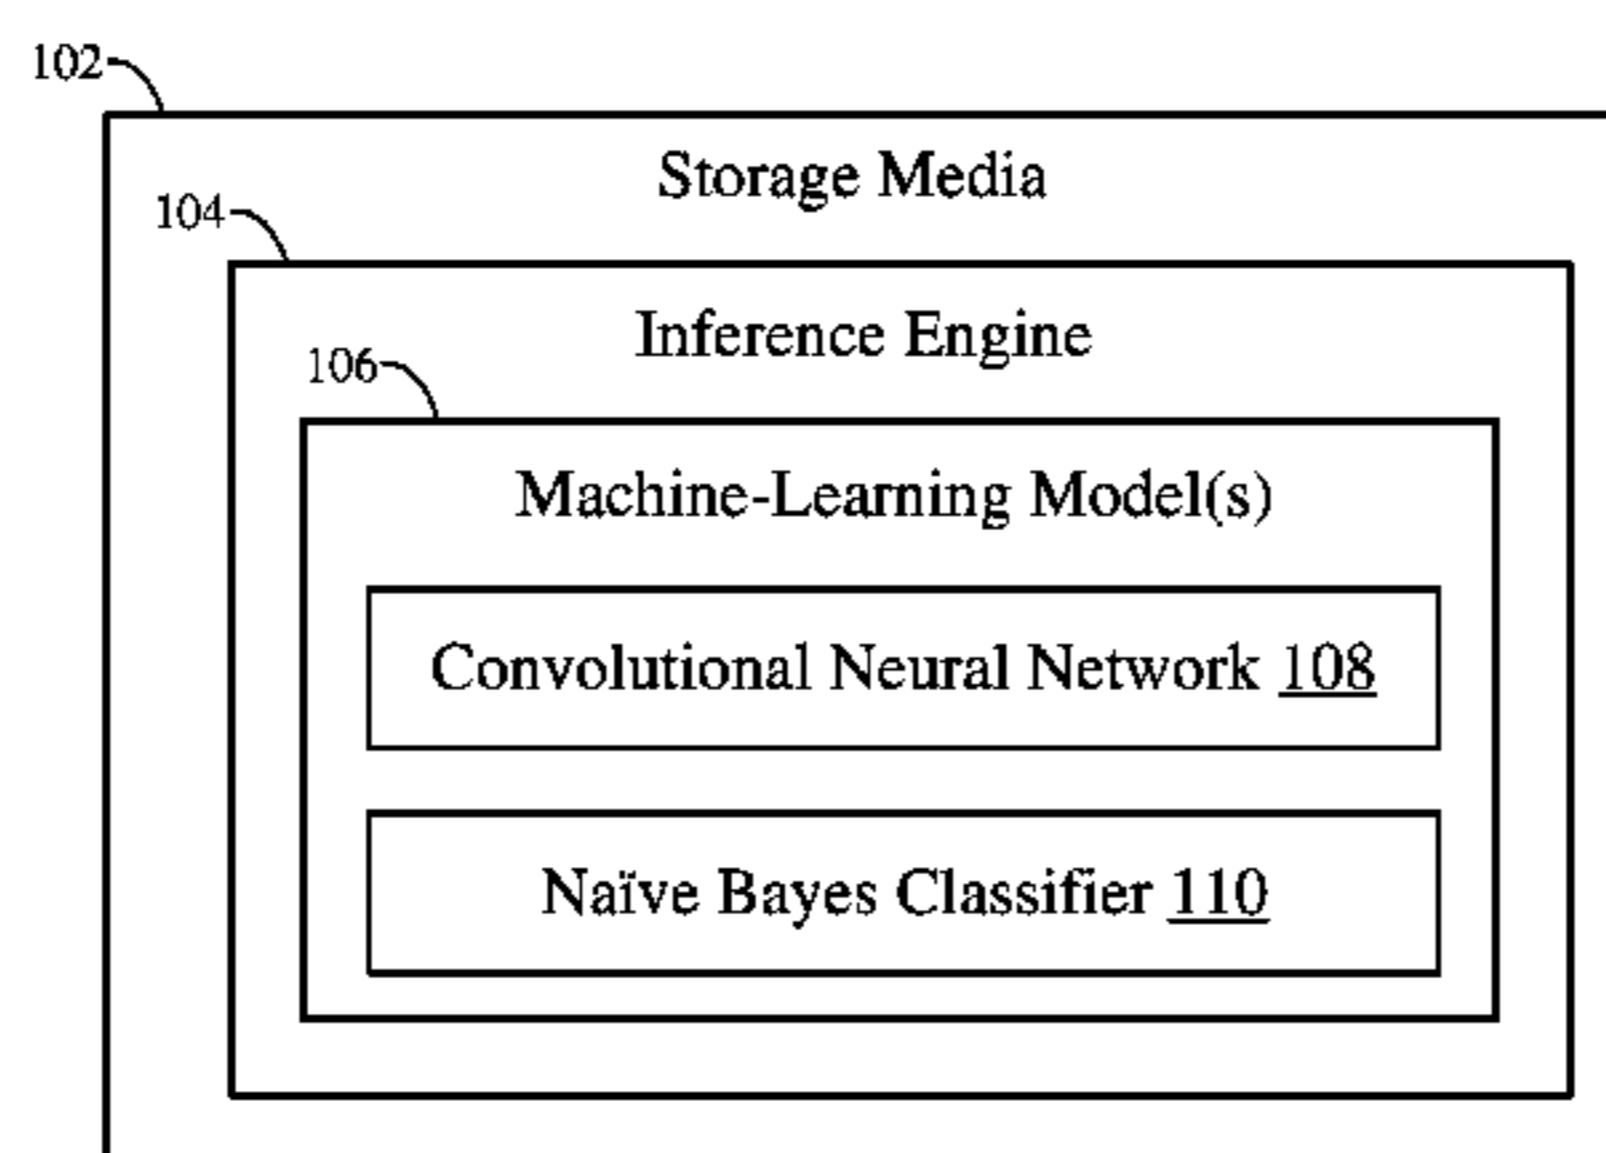 102
Storage Media
104
Inference Engine
106
Machine-Learning Model(s)
Convolutional Neural Network 108
Naïve Bayes Classifier 110